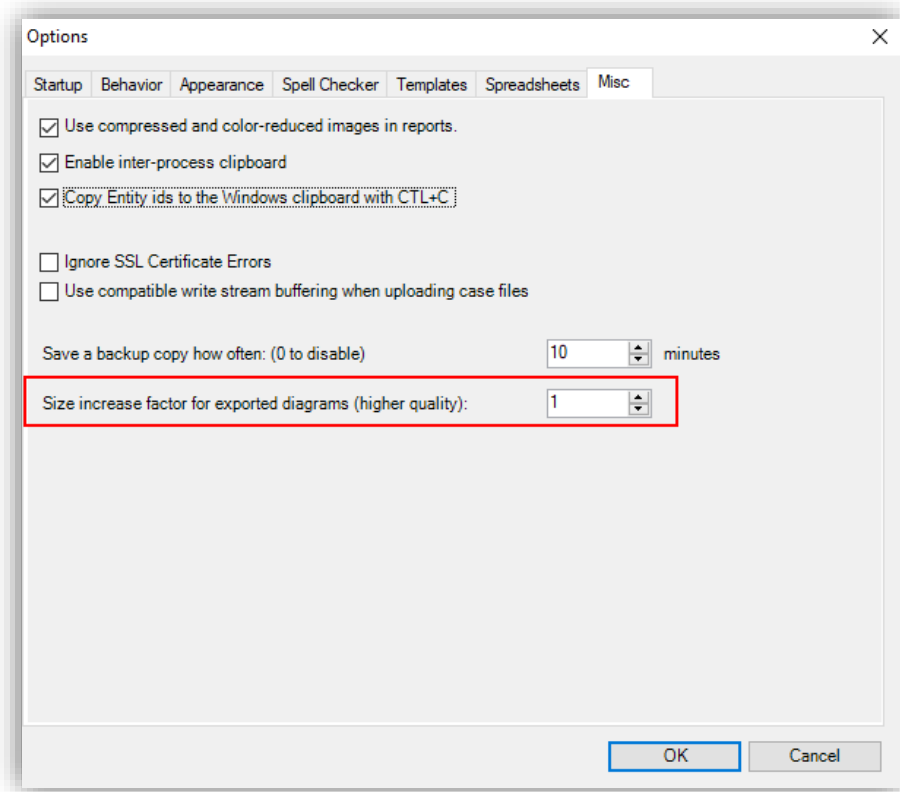 Options
Startup Behavior Appearance Spell Checker Templates Spreadsheets Misc
Use compressed and color-reduced images in reports.
Enable inter-process clipboard
Copy Entity ids to the Windows clipboard with CTL+C
Ignore SSL Certificate Errors
Use compatible write stream buffering when uploading case files
Save a backup copy how often: (0 to disable) 10 minutes
Size increase factor for exported diagrams (higher quality): 1
OK Cancel